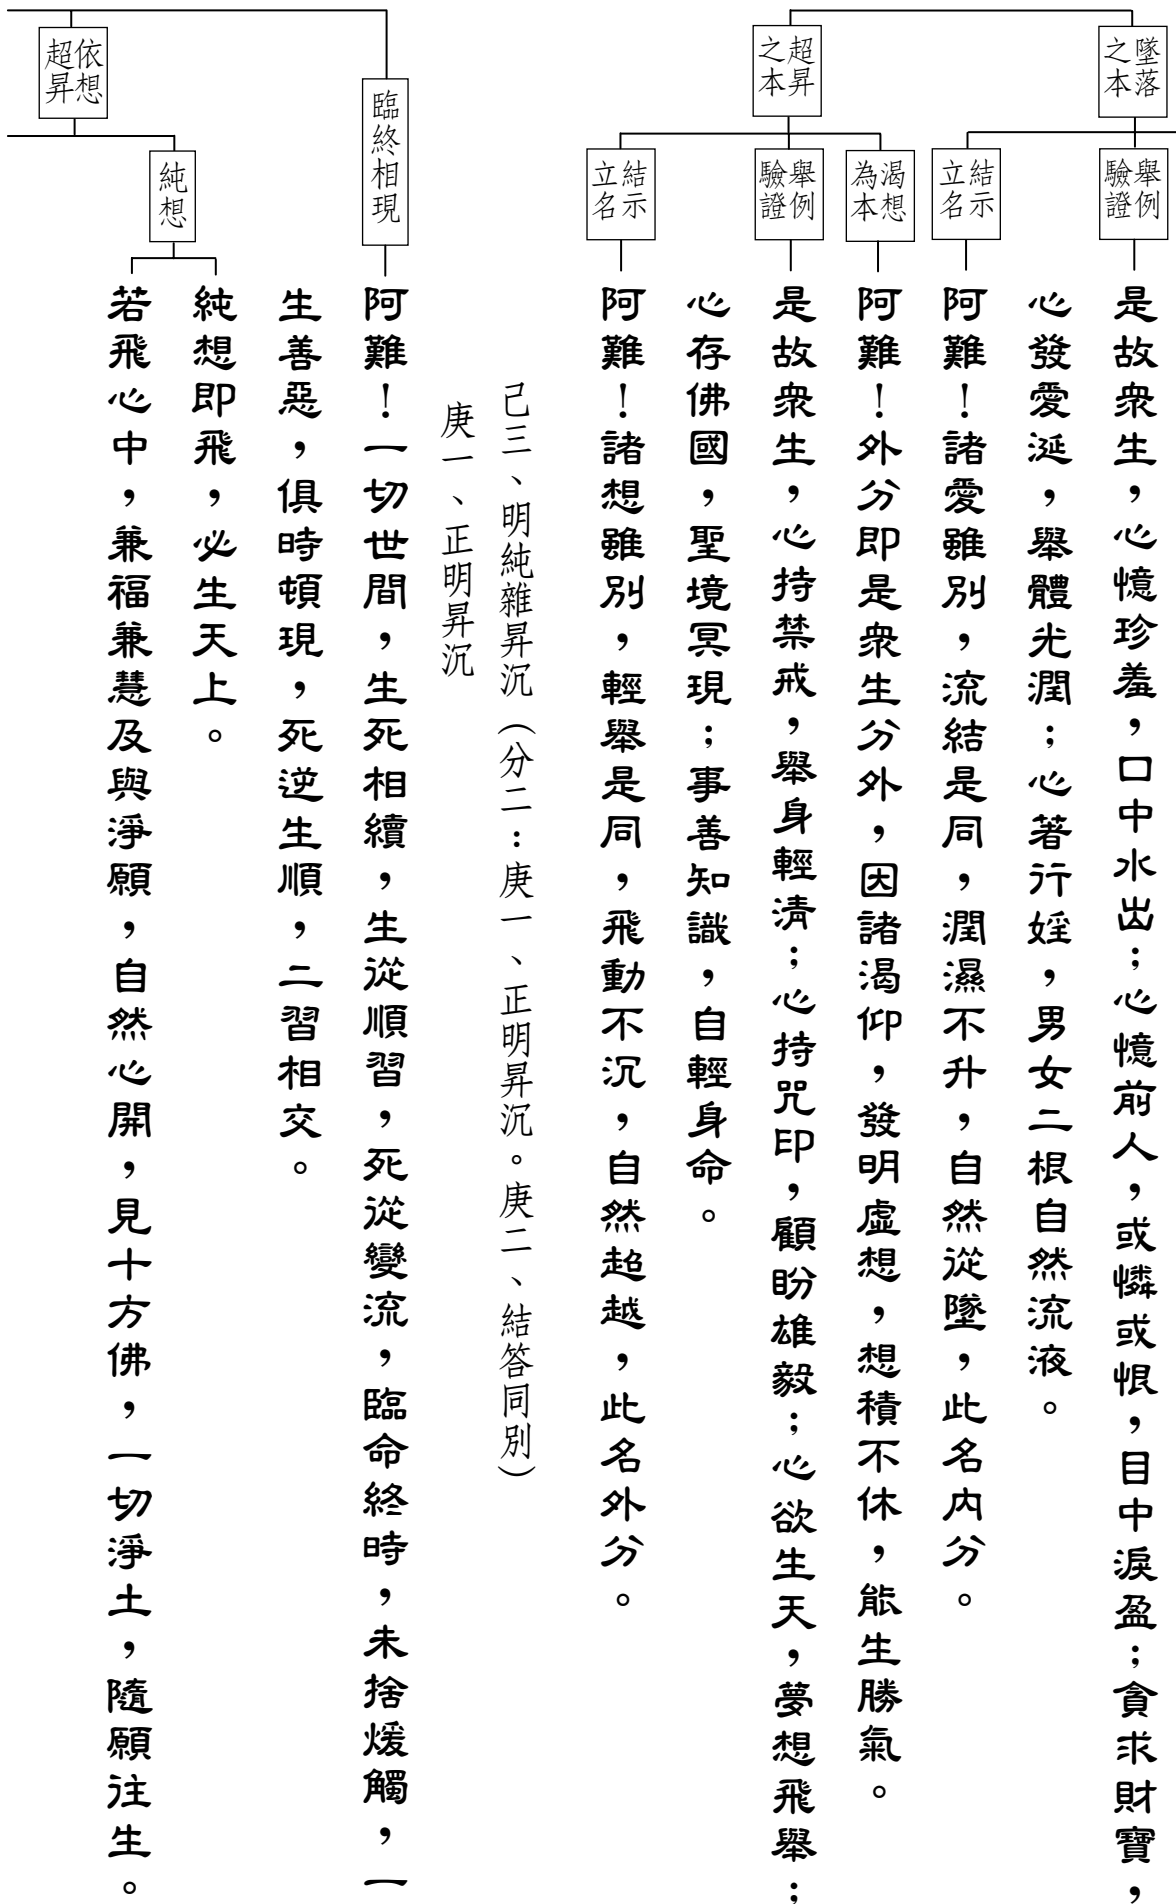 墜落之本
舉例驗證
是故眾生，心憶珍羞，口中水出；心憶前人，或憐或恨，目中淚盈；貪求財寶，
心發愛涎，舉體光潤；心著行婬，男女二根自然流液。
結示立名
阿難！諸愛雖別，流結是同，潤濕不升，自然從墜，此名內分。
超昇之本
渴想為本
阿難！外分即是眾生分外，因諸渴仰，發明虛想，想積不休，能生勝氣。
舉例驗證
是故眾生，心持禁戒，舉身輕清；心持咒印，顧盼雄毅；心欲生天，夢想飛舉；
心存佛國，聖境冥現；事善知識，自輕身命。
結示立名
阿難！諸想雖別，輕舉是同，飛動不沉，自然超越，此名外分。
己三、明純雜昇沉（分二：庚一、正明昇沉。庚二、結答同別）
庚一、正明昇沉
臨終相現
阿難！一切世間，生死相續，生從順習，死從變流，臨命終時，未捨煖觸，一
生善惡，俱時頓現，死逆生順，二習相交。
依想超昇
純想
純想即飛，必生天上。
若飛心中，兼福兼慧及與淨願，自然心開，見十方佛，一切淨土，隨願往生。